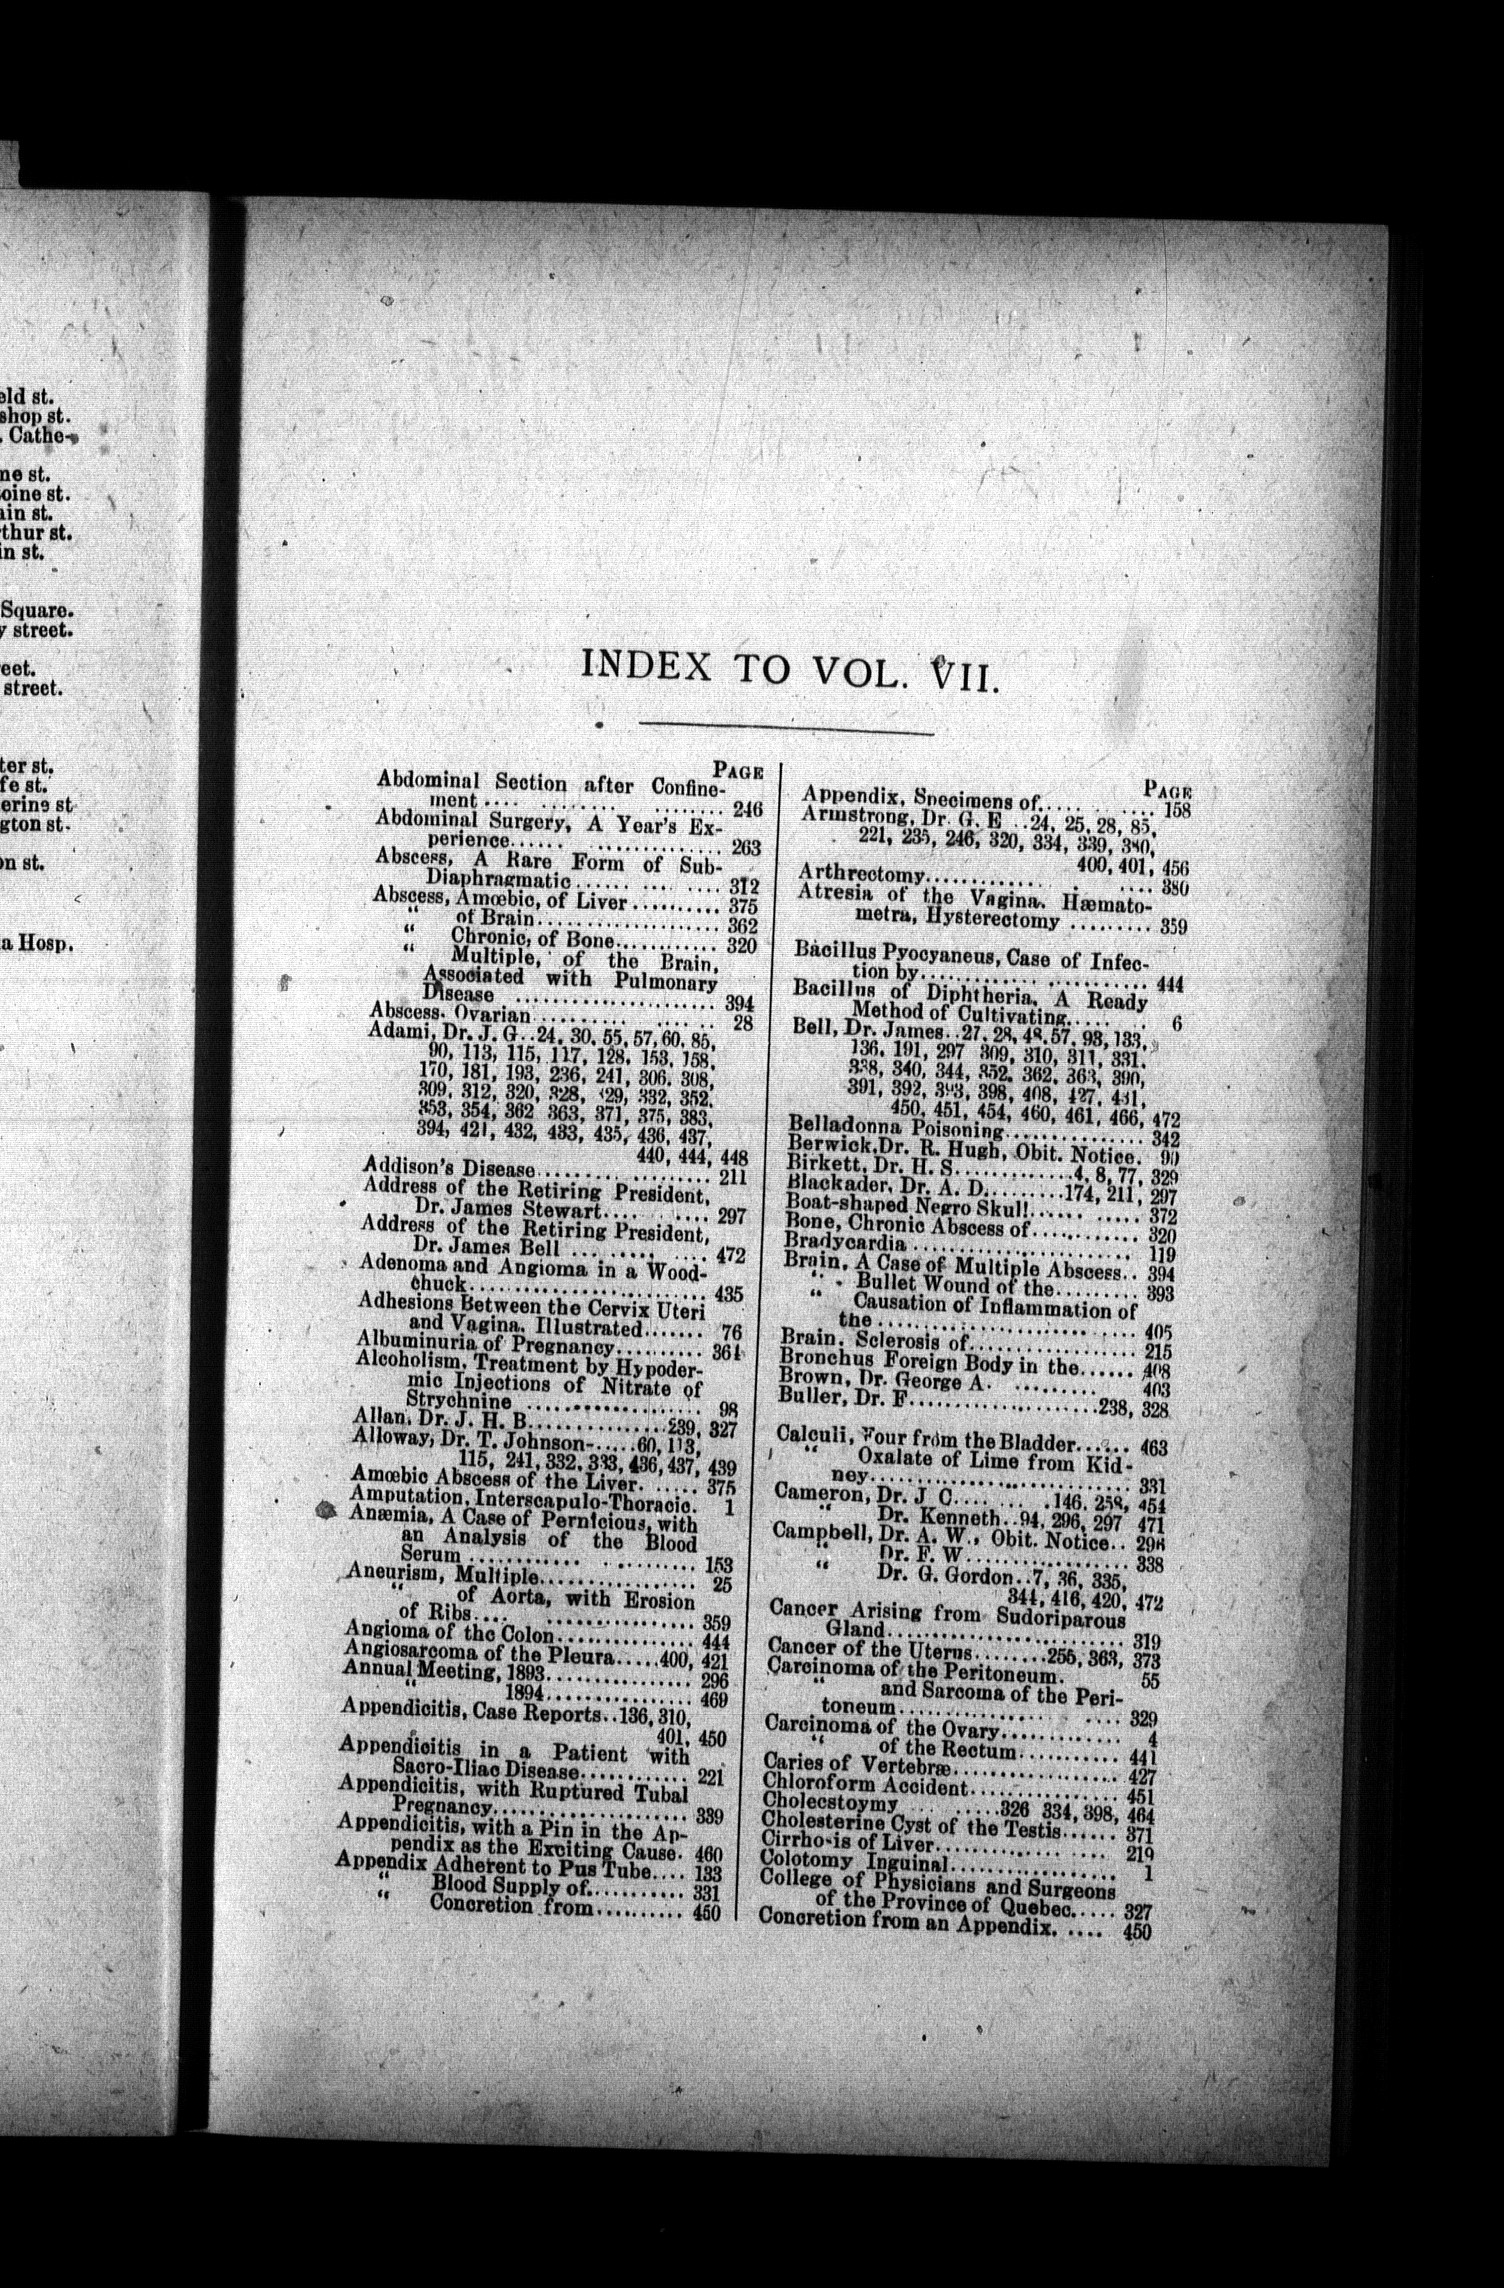 eld st.
shop st.
. Cathe-
ne st.
oine st.
ain st.
thur st.
in st.
Square.
y street.
eet.
street.
ter st.
fe st.
erine st
gton st.
on st.
a Hosp.
INDEX TO VOL. VII.
PAGE
Abdominal Section after Confine-
ment .... ........ ........ 246
Abdominal Surgery, A Year's Ex-
perience...... .............. 263
Abscess, A Rare Form of Sub-
Diaphragmatic...... .... .... 312
Abscess, Amœbic, of Liver.......... 375
" of Brain.................... 362
" Chronic, of Bone........... 320
" Multiple, of the Brain,
Associated with Pulmonary
Disease ...................... 394
Abscess. Ovarian.......... ...... 28
Adami, Dr. J. G..24, 30, 55, 57, 60, 85,
90, 113, 115, 117, 128, 153, 158,
170, 181, 193, 236, 241, 306, 308,
309, 312, 320, 328, 329, 332, 352,
353, 354, 362 363, 371, 375, 383,
394, 421, 432, 433, 435, 436, 437,
440, 444, 448
Addison's Disease.................. 211
Address of the Retiring President,
Dr. James Stewart.... .... 297
Address of the Retiring President,
Dr. James Bell .... ..... .... 472
Adenoma and Angioma in a Wood-
chuck.......................... 435
Adhesions Between the Cervix Uteri
and Vagina. Illustrated....... 76
Albuminuria of Pregnancy.......... 364
Alcoholism, Treatment by Hypoder-
mic Injections of Nitrate of
Strychnine .................... 98
Allan, Dr. J. H. B...............239, 327
Alloway, Dr. T. Johnson-.....60, 113,
115, 241, 332, 333, 436, 437, 439
Amœbic Abscess of the Liver. ..... 375
Amputation, Interscapulo-Thoracic. 1
Anæmia, A Case of Pernicious, with
an Analysis of the Blood
Serum ............ .......... 153
Aneurism, Multiple................. 25
" of Aorta, with Erosion
of Ribs.... ................ 359
Angioma of the Colon............... 444
Angiosarcoma of the Pleura.....400, 421
Annual Meeting, 1893................ 296
" 1894................ 469
Appendicitis, Case Reports..136, 310,
401, 450
Appendicitis in a Patient with
Sacro-Iliac Disease............ 221
Appendicitis, with Ruptured Tubal
Pregnancy...................... 339
Appendicitis, with a Pin in the Ap-
pendix as the Exciting Cause. 460
Appendix Adherent to Pus Tube.... 133
" Blood Supply of........... 331
" Concretion from.......... 450
PAGE
Appendix, Specimens of..... .... 158
Armstrong, Dr. G. E ..24, 25, 28, 85,
221, 235, 246, 320, 334, 339, 380,
400, 401, 456
Arthrectomy............. . .... 380
Atresia of the Vagina. Hæmato-
metra, Hysterectomy ......... 359
Bacillus Pyocyaneus, Case of Infec-
tion by......................... 444
Bacillus of Diphtheria. A Ready
Method of Cultivating....... . 6
Bell, Dr. James..27, 28, 48, 57, 93, 133,
136, 191, 297 309, 310, 311, 331,
338, 340, 344, 352, 362, 363, 390,
391, 392, 393, 398, 408, 427, 431,
450, 451, 454, 460, 461, 466, 472
Belladonna Poisoning............... 342
Berwick, Dr. R. Hugh, Obit. Notice. 90
Birkett, Dr. H. S.............4, 8, 77, 329
Blackader, Dr. A. D.........174, 211, 297
Boat-shaped Negro Skull...... ..... 372
Bone, Chronic Abscess of............ 320
Bradycardia ........................ 119
Brain, A Case of Multiple Abscess.. 394
" Bullet Wound of the......... 393
" Causation of Inflammation of
the ........................ 405
Brain. Sclerosis of.................. 215
Bronchus Foreign Body in the...... 408
Brown, Dr. George A. ......... 403
Buller, Dr. F.....................238, 328
Calculi, Four from the Bladder...... 463
" Oxalate of Lime from Kid-
ney............................. 331
Cameron, Dr. J C.... ... .146, 258, 454
" Dr. Kenneth..94, 296, 297 471
Campbell, Dr. A. W., Obit. Notice.. 296
" Dr. F. W.................. 338
" Dr. G. Gordon..7, 36, 335,
344, 416, 420, 472
Cancer Arising from Sudoriparous
Gland.......................... 319
Cancer of the Uterus........255, 363, 373
Carcinoma of the Peritoneum. 55
" and Sarcoma of the Peri-
toneum............... .... 329
Carcinoma of the Ovary............. 4
" of the Rectum........... 441
Caries of Vertebræ.................. 427
Chloroform Accident................ 451
Cholecstoymy ... .....326 334, 398, 464
Cholesterine Cyst of the Testis...... 371
Cirrhosis of Liver............. .... 219
Colotomy Inguinal.................. 1
College of Physicians and Surgeons
of the Province of Quebec..... 327
Concretion from an Appendix. .... 450